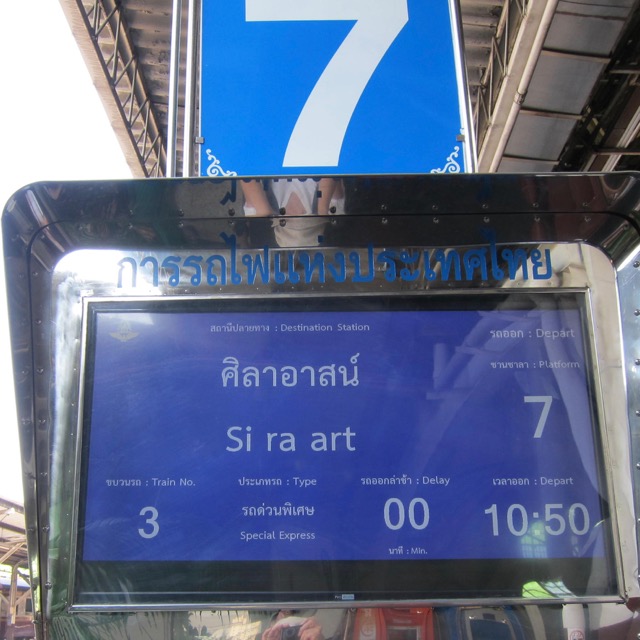 7
การรถไฟแห่งประเทศไทย
สถานีปลายทาง : Destination Station
รถออก : Depart
ศิลาอาสน์
ชานชาลา : Platform
7
Si ra art
ขบวนรถ : Train No.
ประเภทรถ : Type
รถออกล่าช้า : Delay
เวลาออก : Depart
3
รถด่วนพิเศษ
00
10:50
Special Express
นาที : Min.